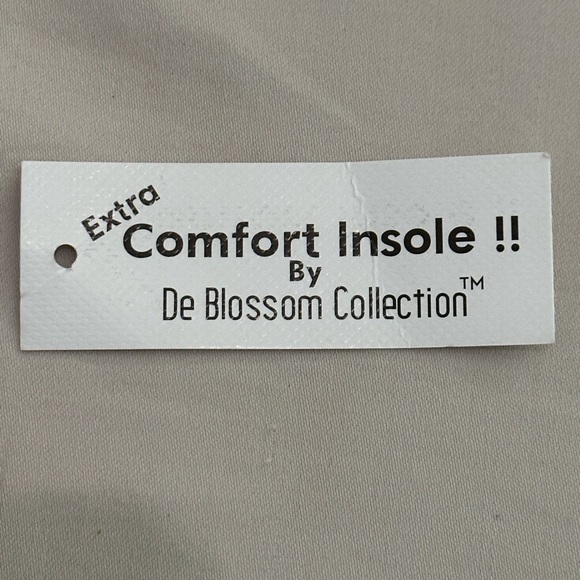 Extra
Comfort Insole !!
By
De Blossom Collection™